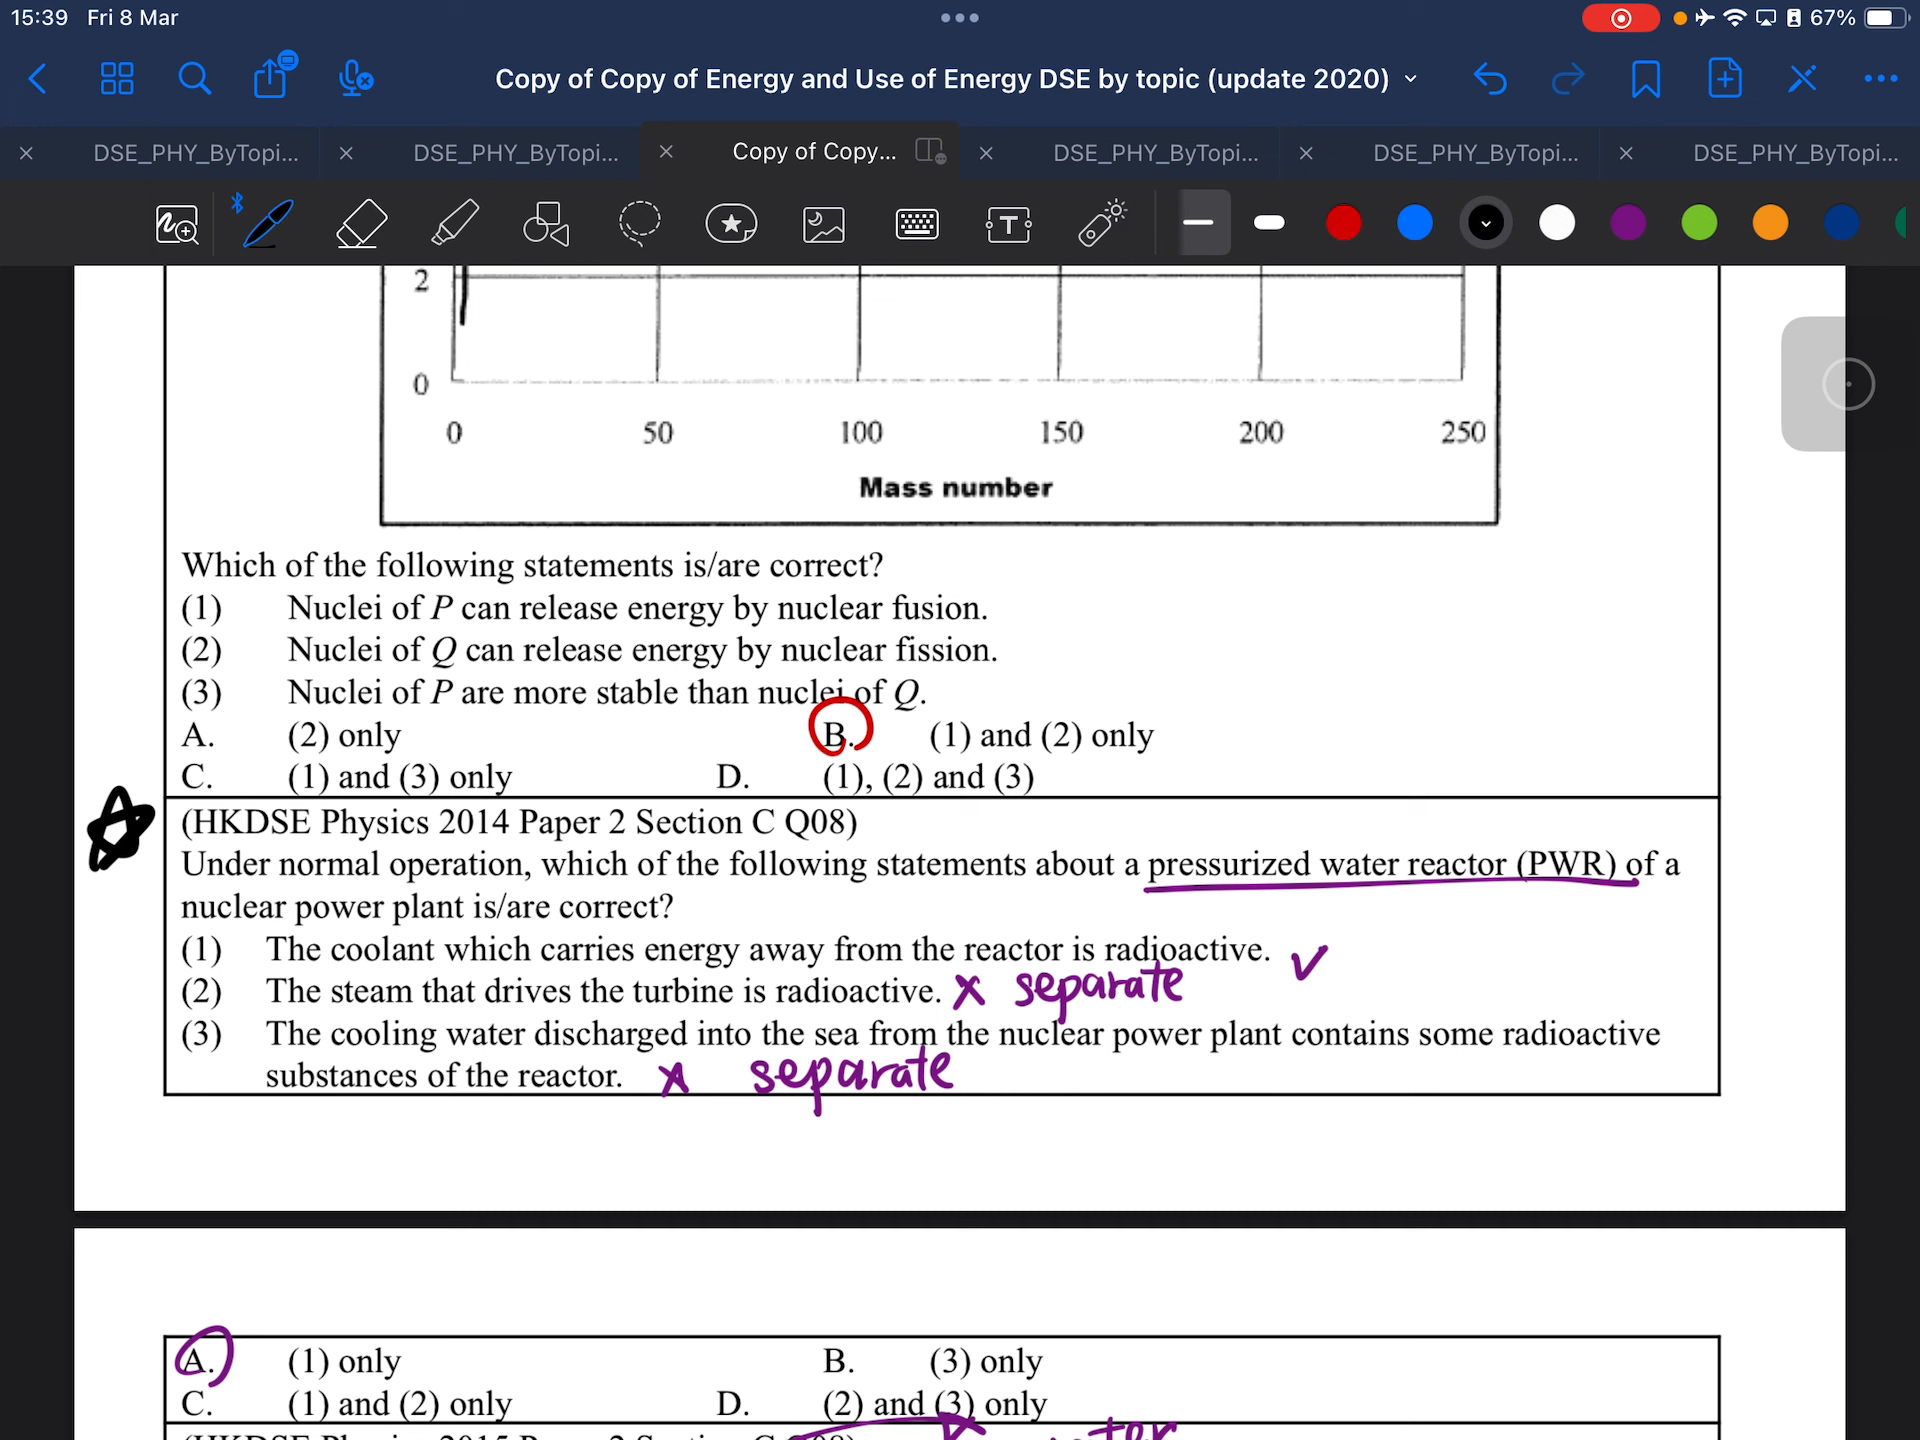 15:39 Fri 8 Mar
67%
Copy of Copy of Energy and Use of Energy DSE by topic (update 2020)
DSE_PHY_ByTopi... DSE_PHY_ByTopi... Copy of Copy... DSE_PHY_ByTopi... DSE_PHY_ByTopi... DSE_PHY_ByTopi...
2
0
0 50 100 150 200 250
Mass number
Which of the following statements is/are correct?
(1) Nuclei of P can release energy by nuclear fusion.
(2) Nuclei of Q can release energy by nuclear fission.
(3) Nuclei of P are more stable than nuclei of Q.
A. (2) only B. (1) and (2) only
C. (1) and (3) only D. (1), (2) and (3)
(HKDSE Physics 2014 Paper 2 Section C Q08)
Under normal operation, which of the following statements about a pressurized water reactor (PWR) of a
nuclear power plant is/are correct?
(1) The coolant which carries energy away from the reactor is radioactive. ✓
(2) The steam that drives the turbine is radioactive. x separate
(3) The cooling water discharged into the sea from the nuclear power plant contains some radioactive
substances of the reactor. x separate
A. (1) only B. (3) only
C. (1) and (2) only D. (2) and (3) only